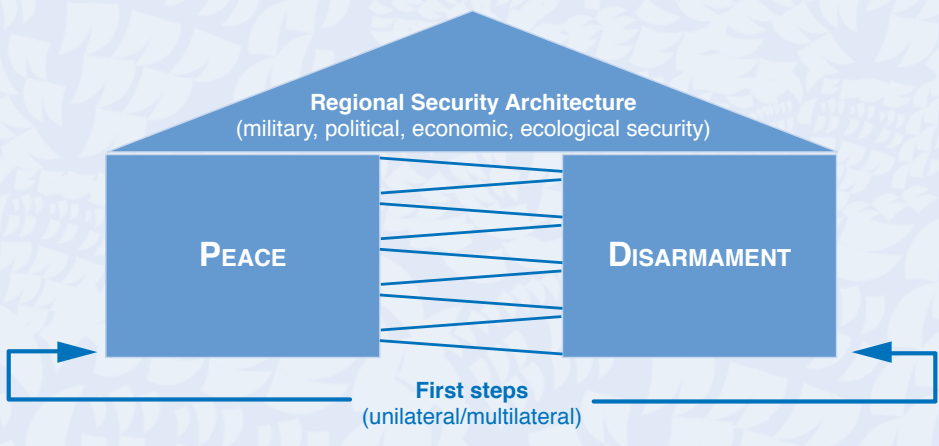 Regional Security Architecture
(military, political, economic, ecological security)
PEACE
DISARMAMENT
First steps
(unilateral/multilateral)